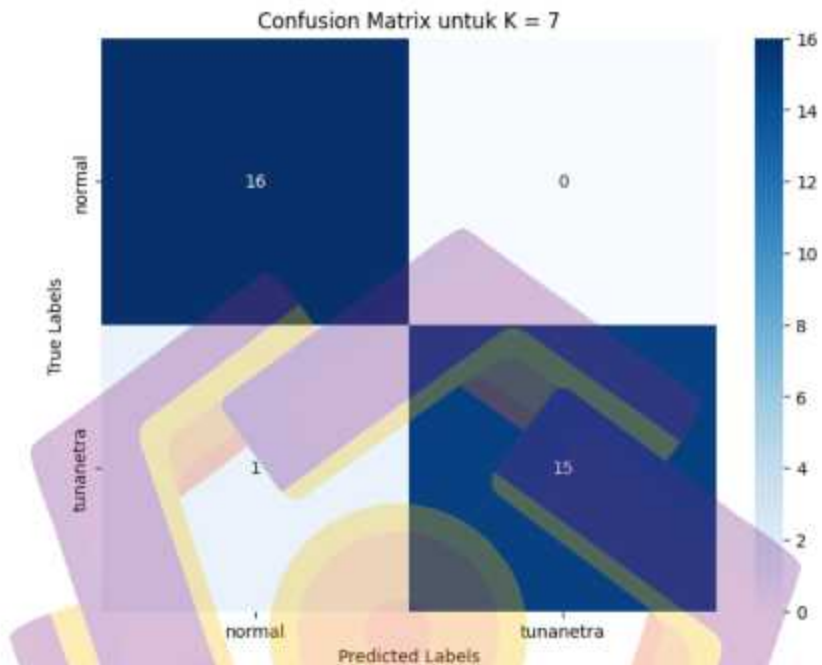 Confusion Matrix untuk K = 7
16
14
12
10
8
6
4
2
0
True Labels
normal
tunanetra
16
0
1
15
normal
tunanetra
Predicted Labels